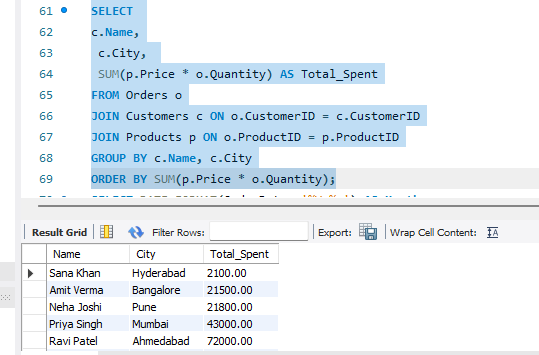 61 SELECT
62 c.Name,
63 c.City,
64 SUM(p.Price * o.Quantity) AS Total_Spent
65 FROM Orders o
66 JOIN Customers c ON o.CustomerID = c.CustomerID
67 JOIN Products p ON o.ProductID = p.ProductID
68 GROUP BY c.Name, c.City
69 ORDER BY SUM(p.Price * o.Quantity);
Result Grid Filter Rows: Export: Wrap Cell Content:
Name City Total_Spent
Sana Khan Hyderabad 2100.00
Amit Verma Bangalore 21500.00
Neha Joshi Pune 21800.00
Priya Singh Mumbai 43000.00
Ravi Patel Ahmedabad 72000.00